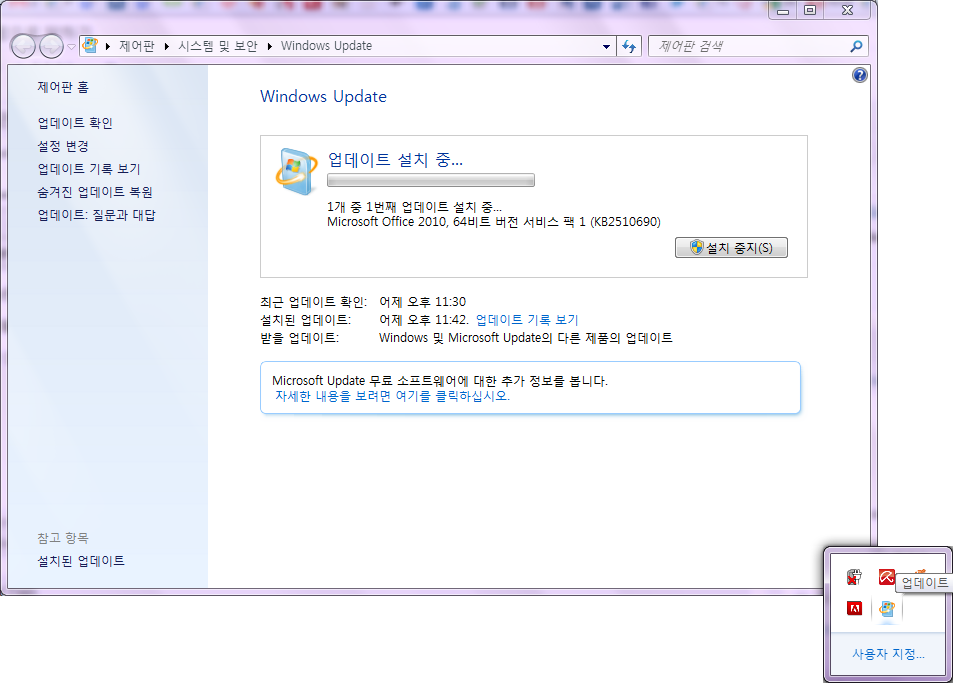 제어판 ▸ 시스템 및 보안 ▸ Windows Update
제어판 검색
제어판 홈
업데이트 확인
설정 변경
업데이트 기록 보기
숨겨진 업데이트 복원
업데이트: 질문과 대답
Windows Update
업데이트 설치 중...
1개 중 1번째 업데이트 설치 중...
Microsoft Office 2010, 64비트 버전 서비스 팩 1 (KB2510690)
설치 중지(S)
최근 업데이트 확인: 어제 오후 11:30
설치된 업데이트: 어제 오후 11:42. 업데이트 기록 보기
받을 업데이트: Windows 및 Microsoft Update의 다른 제품의 업데이트
Microsoft Update 무료 소프트웨어에 대한 추가 정보를 봅니다.
자세한 내용을 보려면 여기를 클릭하십시오.
참고 항목
설치된 업데이트
업데이트
사용자 지정...